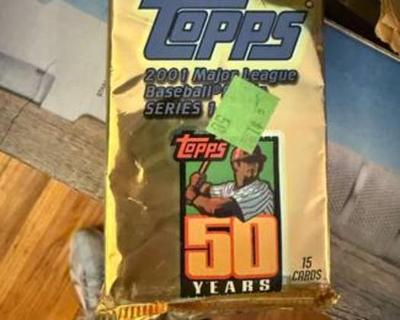 Topps
2001 Major League
Baseball
SERIES 1
Topps
50
YEARS
15
CARDS